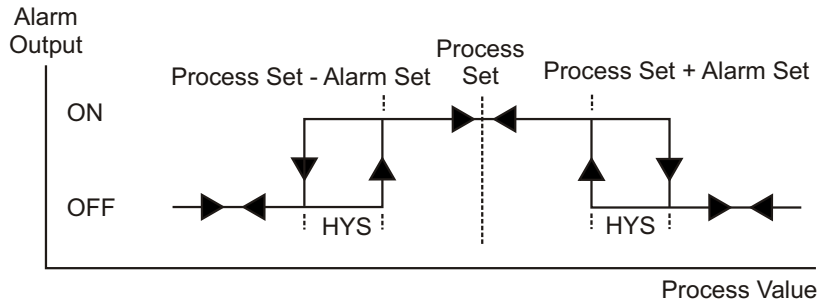 Alarm
Output
Process
Set
Process Set - Alarm Set
Process Set + Alarm Set
ON
OFF
HYS
HYS
Process Value